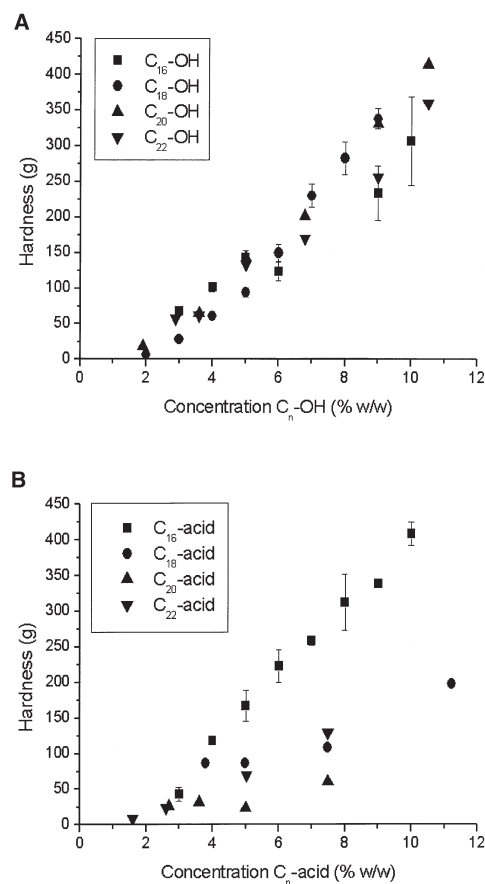 A
C16-OH
C18-OH
C20-OH
C22-OH
450
400
350
300
250
200
150
100
50
0
Hardness (g)
0 2 4 6 8 10 12
Concentration Cn-OH (% w/w)
B
C16-acid
C18-acid
C20-acid
C22-acid
450
400
350
300
250
200
150
100
50
0
Hardness (g)
0 2 4 6 8 10 12
Concentration Cn-acid (% w/w)